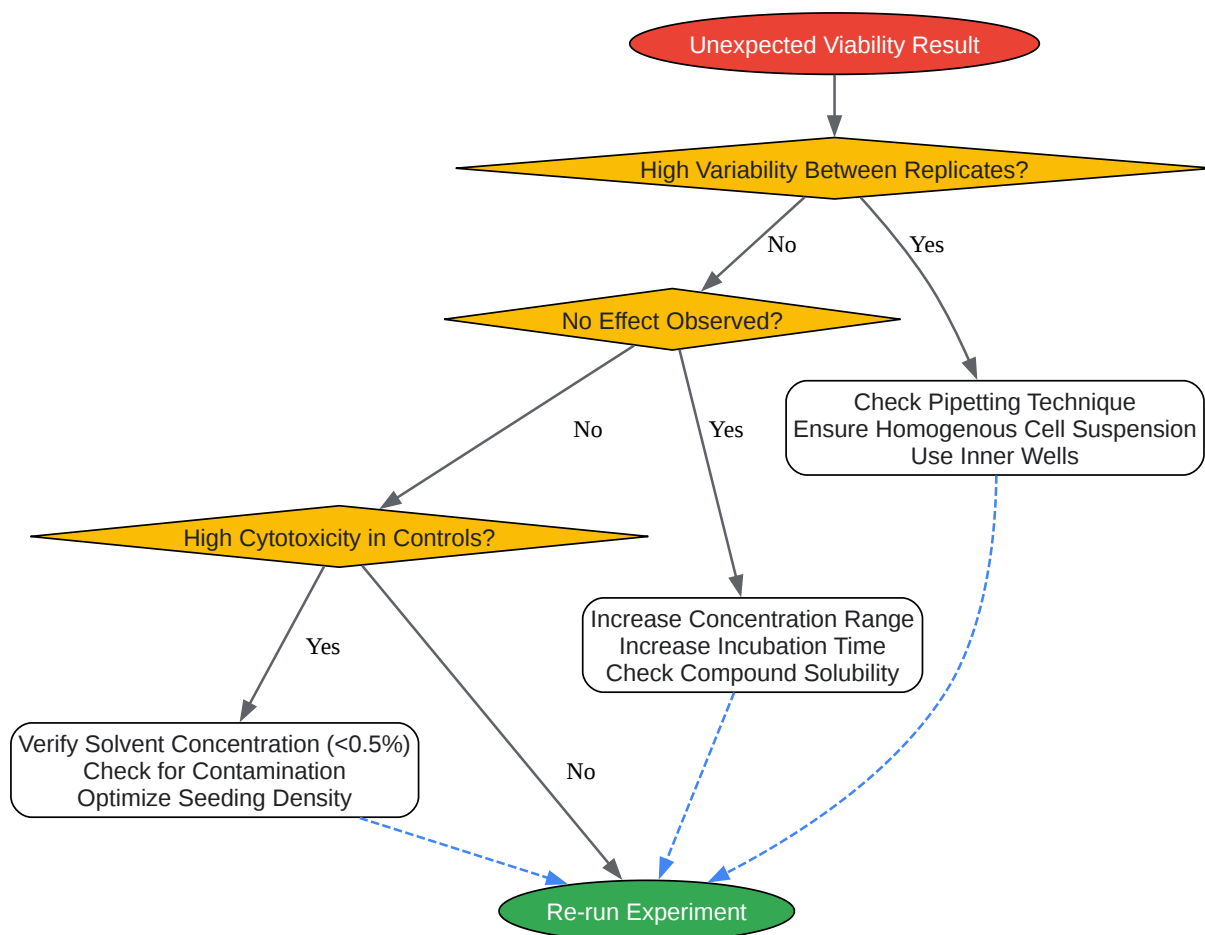 Unexpected Viability Result
High Variability Between Replicates?
No
Yes
No Effect Observed?
Check Pipetting Technique
Ensure Homogenous Cell Suspension
Use Inner Wells
No
Yes
High Cytotoxicity in Controls?
Increase Concentration Range
Increase Incubation Time
Check Compound Solubility
Yes
Verify Solvent Concentration (<0.5%)
Check for Contamination
Optimize Seeding Density
No
Re-run Experiment